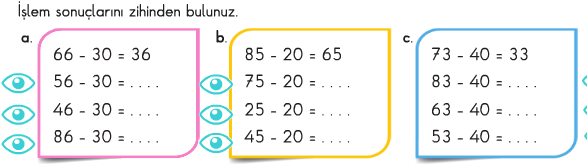 İşlem sonuçlarını zihinden bulunuz.
a.
66 - 30 = 36
56 - 30 = . . . .
46 - 30 = . . . .
86 - 30 = . . . .
b.
85 - 20 = 65
75 - 20 = . . . .
25 - 20 = . . . .
45 - 20 = . . . .
c.
73 - 40 = 33
83 - 40 = . . . .
63 - 40 = . . . .
53 - 40 = . . . .